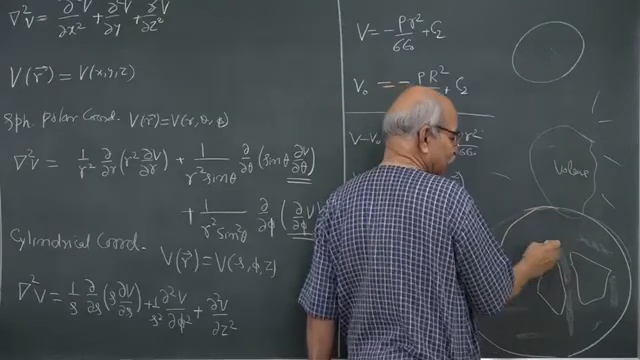 ∇²V = ∂²V/∂x² + ∂²V/∂y + ∂²V/∂z²
V(r⃗) = V(x,y,z)
Sph. Polar Coord. V(r⃗) = V(r, θ, ϕ)
∇²V = 1/r² ∂/∂r (r² ∂V/∂r) + 1/(r² sinθ) ∂/∂θ (sinθ ∂V/∂θ)
+ 1/(r² sin²θ) ∂/∂ϕ (∂V/∂ϕ
Cylindrical Coord.
V(r⃗) = V(s, ϕ, z)
∇²V = 1/s ∂/∂s (s ∂V/∂s) + 1/s² ∂²V/∂ϕ² + ∂²V/∂z²
V = - ρr²/6ϵ₀ + C₂
V₀ = - ρR²/ + C₂
V - V₀
r²/6ϵ₀
Volume